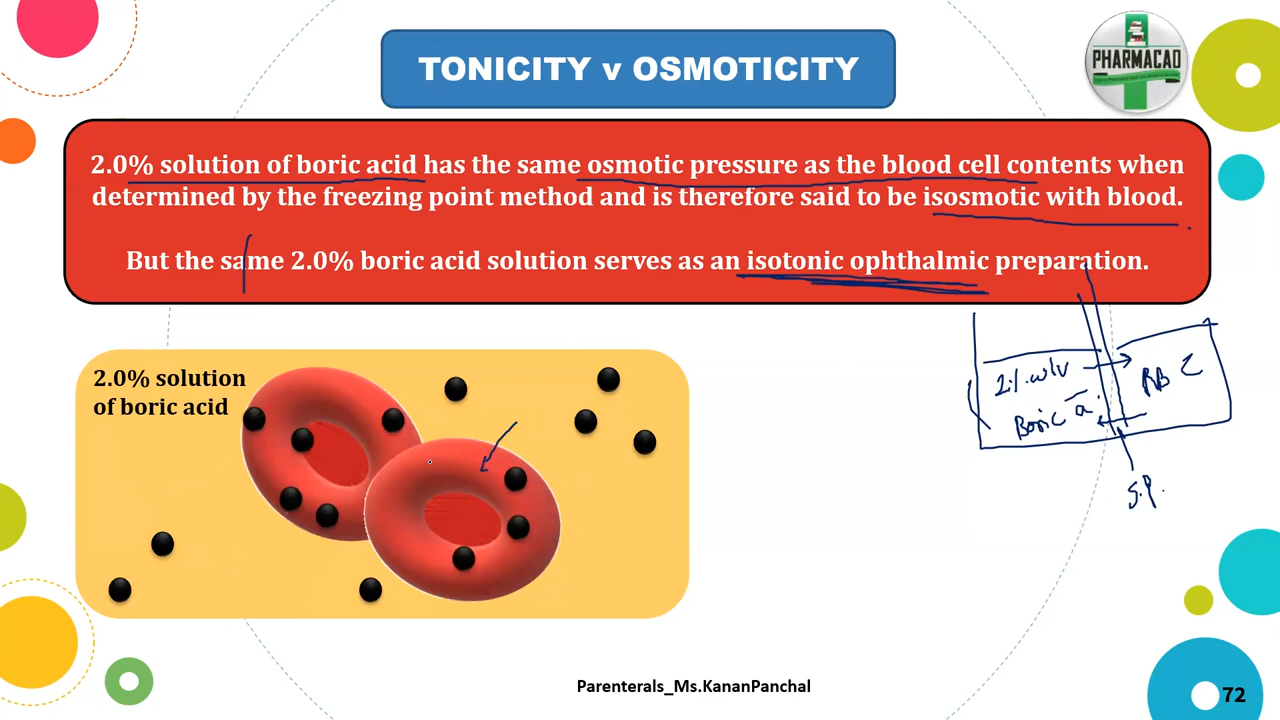 TONICITY v OSMOTICITY
PHARMACAD
2.0% solution of boric acid has the same osmotic pressure as the blood cell contents when
determined by the freezing point method and is therefore said to be isosmotic with blood.
But the same 2.0% boric acid solution serves as an isotonic ophthalmic preparation.
2.0% solution
of boric acid
2%.w/v
Boric a.
RBC
S.P.
Parenterals_Ms.KananPanchal
72